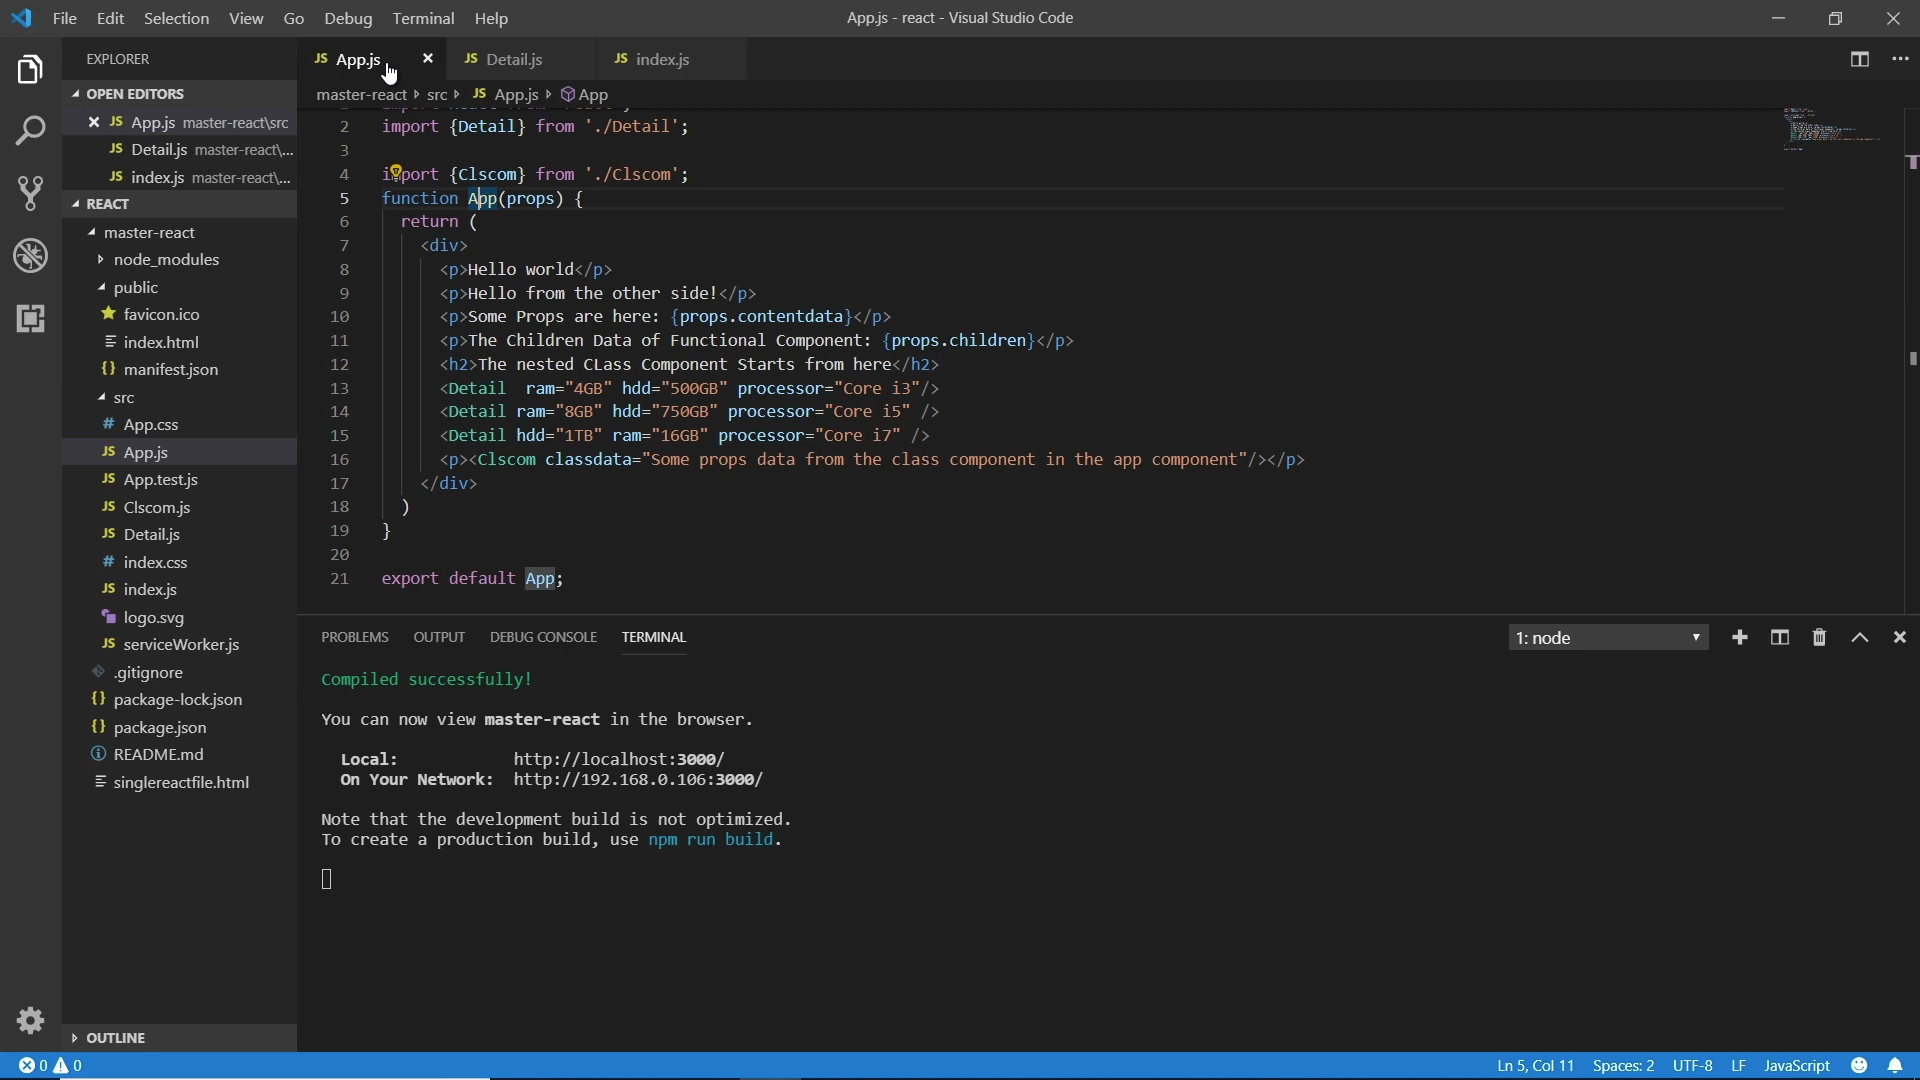 File Edit Selection View Go Debug Terminal Help
App.js - react - Visual Studio Code
EXPLORER
OPEN EDITORS
JS App.js master-react\src
JS Detail.js master-react\...
JS index.js master-react\...
REACT
master-react
node_modules
public
favicon.ico
index.html
{} manifest.json
src
# App.css
JS App.js
JS App.test.js
JS Clscom.js
JS Detail.js
# index.css
JS index.js
logo.svg
JS serviceWorker.js
.gitignore
{} package-lock.json
{} package.json
README.md
singlereactfile.html
OUTLINE
JS App.js JS Detail.js JS index.js
master-react src JS App.js App
2 import {Detail} from './Detail';
3
4 import {Clscom} from './Clscom';
5 function App(props) {
6 return (
7 <div>
8 <p>Hello world</p>
9 <p>Hello from the other side!</p>
10 <p>Some Props are here: {props.contentdata}</p>
11 <p>The Children Data of Functional Component: {props.children}</p>
12 <h2>The nested CLass Component Starts from here</h2>
13 <Detail  ram="4GB" hdd="500GB" processor="Core i3"/>
14 <Detail ram="8GB" hdd="750GB" processor="Core i5" />
15 <Detail hdd="1TB" ram="16GB" processor="Core i7" />
16 <p><Clscom classdata="Some props data from the class component in the app component"/></p>
17 </div>
18 )
19 }
20
21 export default App;
PROBLEMS OUTPUT DEBUG CONSOLE TERMINAL
1: node
Compiled successfully!
You can now view master-react in the browser.
Local: http://localhost:3000/
On Your Network: http://192.168.0.106:3000/
Note that the development build is not optimized.
To create a production build, use npm run build.
0 0
Ln 5, Col 11 Spaces: 2 UTF-8 LF JavaScript